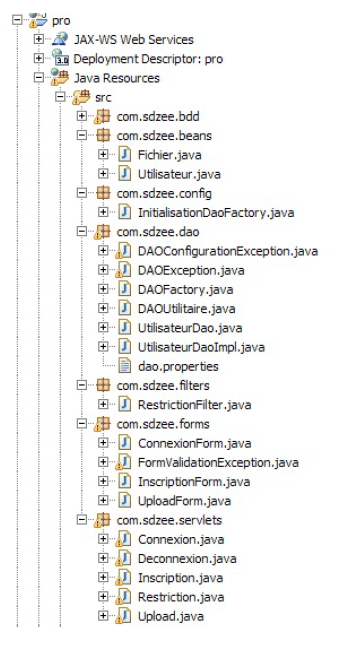 pro
JAX-WS Web Services
3.0 Deployment Descriptor: pro
Java Resources
src
com.sdzee.bdd
com.sdzee.beans
J Fichier.java
J Utilisateur.java
com.sdzee.config
J InitialisationDaoFactory.java
com.sdzee.dao
J DAOConfigurationException.java
J DAOException.java
J DAOFactory.java
J DAOUtilitaire.java
J UtilisateurDao.java
J UtilisateurDaoImpl.java
dao.properties
com.sdzee.filters
J RestrictionFilter.java
com.sdzee.forms
J ConnexionForm.java
J FormValidationException.java
J InscriptionForm.java
J UploadForm.java
com.sdzee.servlets
J Connexion.java
J Deconnexion.java
J Inscription.java
J Restriction.java
J Upload.java